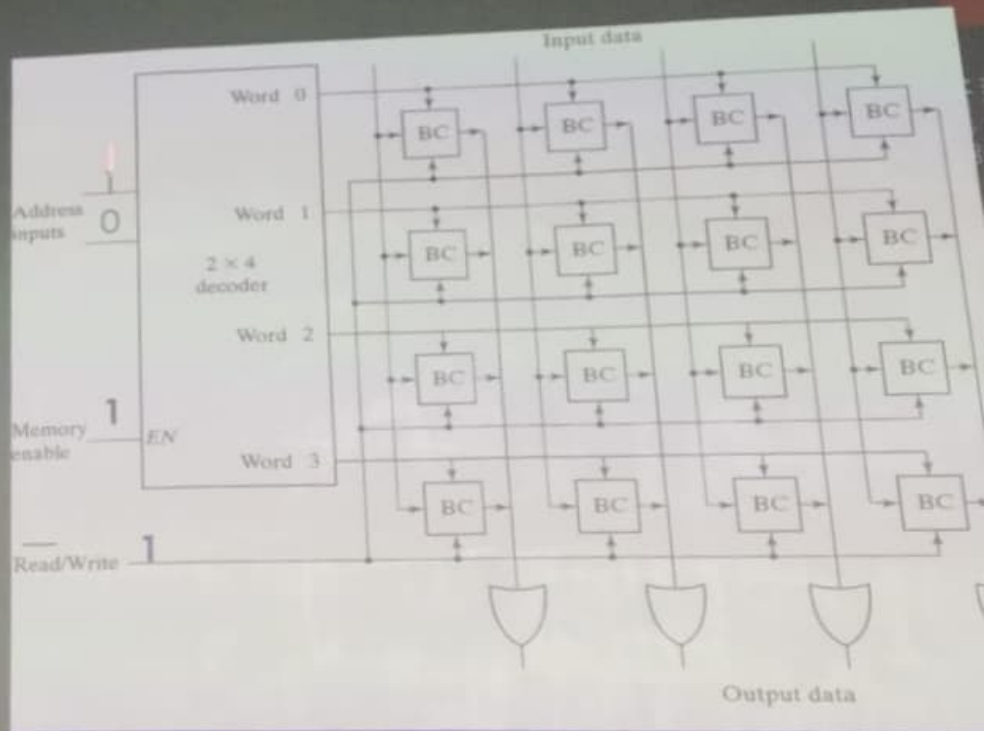 Input data
Word 0
BC BC BC BC
1
Address
inputs
0
Word 1
BC BC BC BC
2 × 4
decoder
Word 2
BC BC BC BC
1
Memory
enable
EN
Word 3
BC BC BC BC
1
Read/Write
Output data